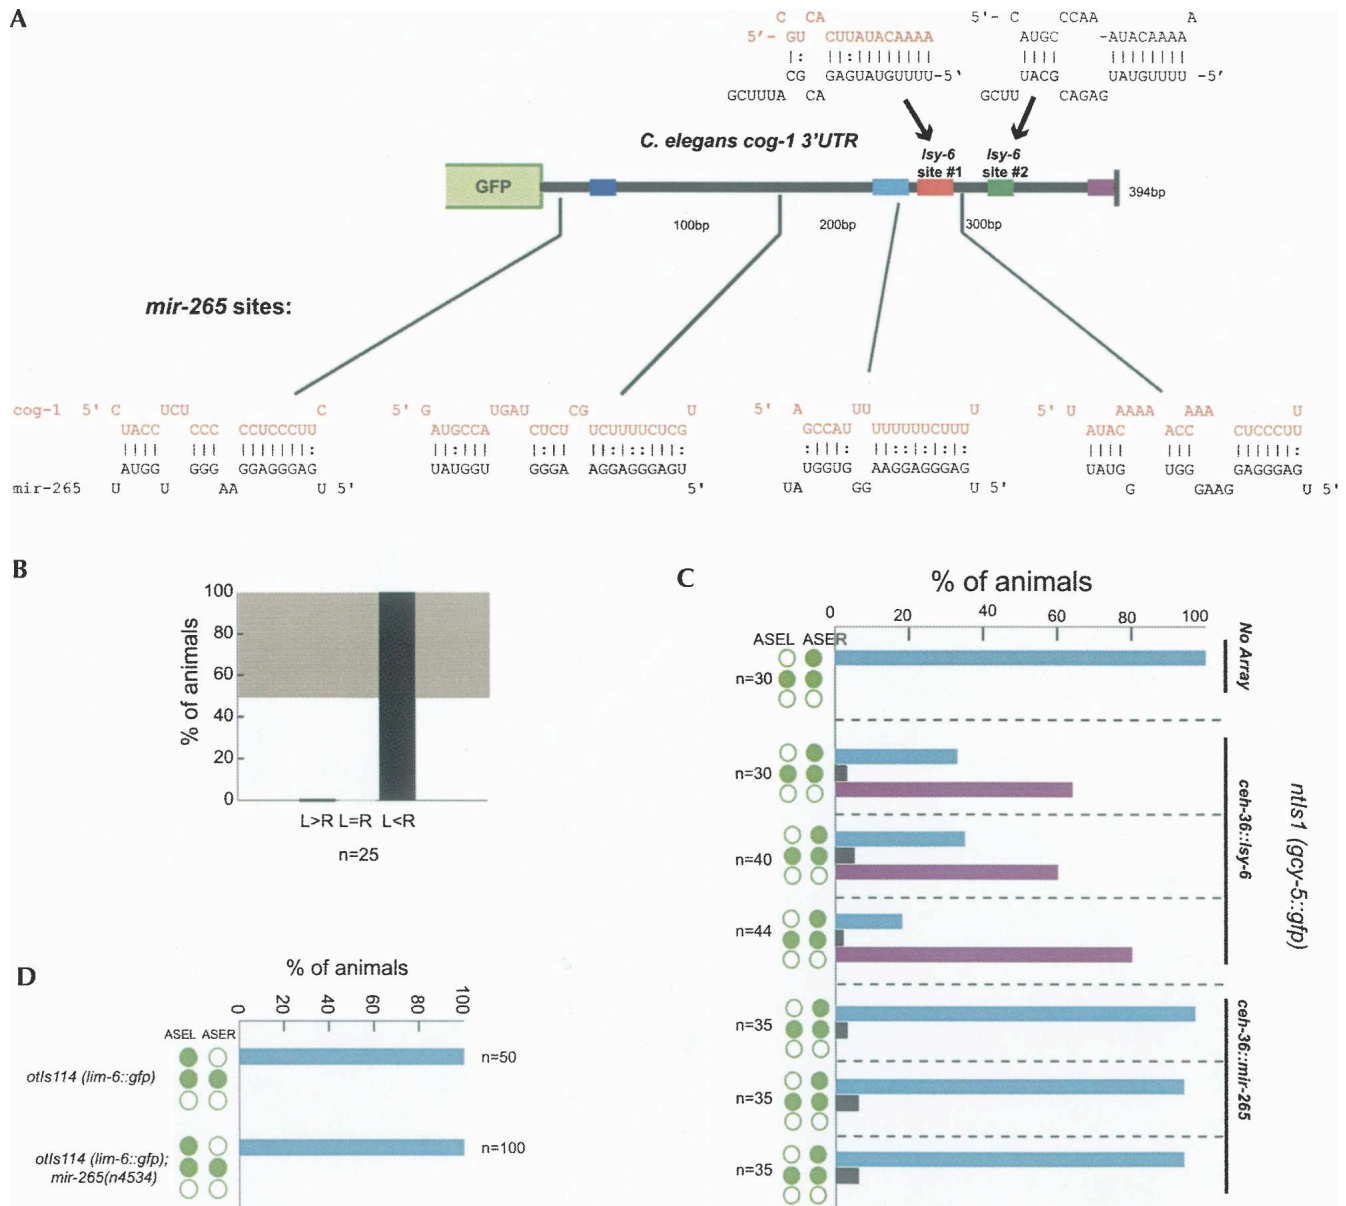 A
C CA
5'- GU CUUAUACAAAA
|: ||:||||||||
CG GAGUAUGUUUU-5'
GCUUUA CA
5'- C CCAA A
AUGC -AUACAAAA
|||| ||||||||
UACG UAUGUUUU -5'
GCUU CAGAG
C. elegans cog-1 3'UTR
lsy-6 site #1
lsy-6 site #2
GFP
394bp
100bp
200bp
300bp
mir-265 sites:
cog-1 5' C UCU C
UACC CCC CCUCCCUU
|||| ||| |||||||:
AUGG GGG GGAGGGAG
mir-265 U U AA U 5'
5' G UGAU CG U
AUGCCA CUCU UCUUUUCUCG
UAUGGU GGGA AGGAGGGAGU
5'
5' A UU U
GCCAU UUUUUUCUUU
UGGUG AAGGAGGGAG
UA GG U 5'
5' U AAAA AAA U
AUAC ACC CUCCCUU
UAUG UGG GAGGGAG
G GAAG U 5'
B
% of animals
100
80
60
40
20
0
L>R L=R L<R
n=25
C
% of animals
0 20 40 60 80 100
ASEL ASER
n=30
No Array
n=30
n=40
n=44
ceh-36::lsy-6
n=35
n=35
n=35
ceh-36::mir-265
ntIs1 (gcy-5::gfp)
D
% of animals
0 20 40 60 80 100
ASEL ASER
otIs114 (lim-6::gfp)
n=50
otIs114 (lim-6::gfp);
mir-265(n4534)
n=100